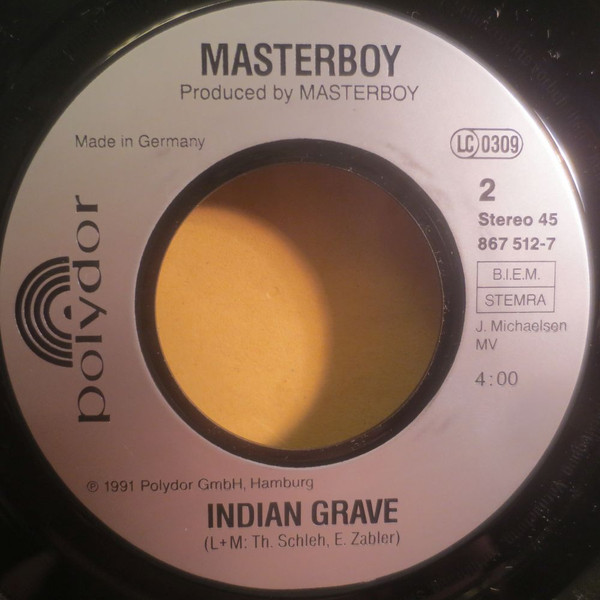 MASTERBOY
Produced by MASTERBOY
Made in Germany
LC 0309
2
Stereo 45
867 512-7
B.I.E.M.
STEMRA
J. Michaelsen
MV
4:00
polydor
℗ 1991 Polydor GmbH, Hamburg
INDIAN GRAVE
(L+M: Th. Schleh, E. Zabler)